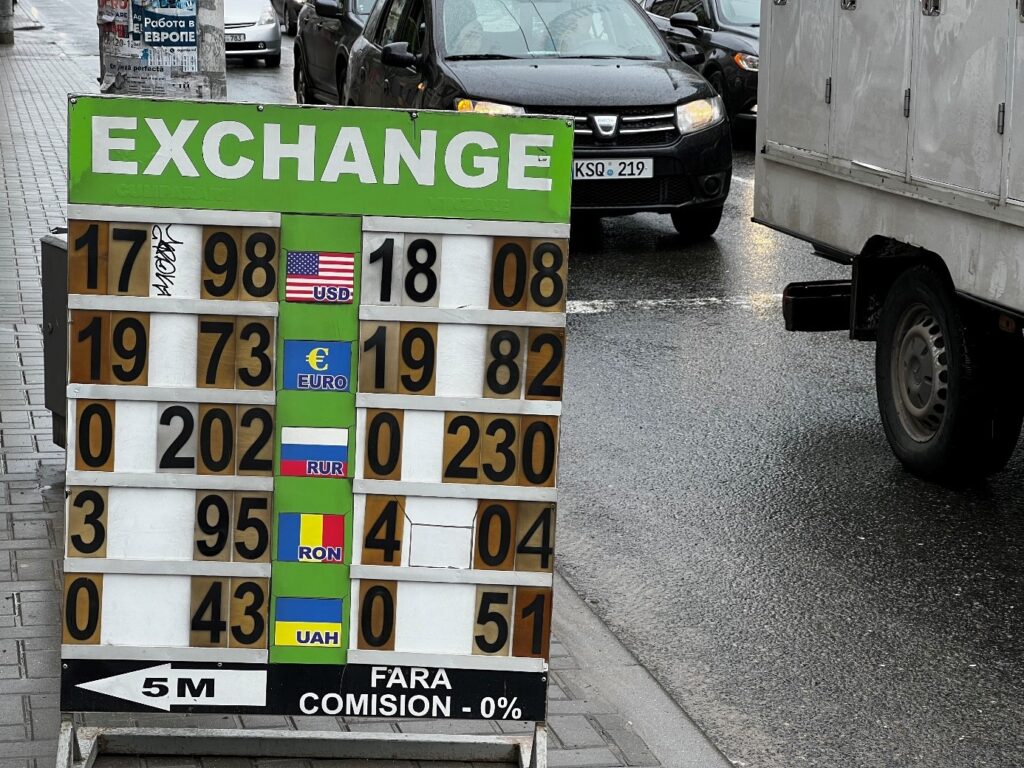 Работа в
ЕВРОПЕ
EXCHANGE
KSQ 219
17 98 USD 18 08
19 73 € EURO 19 82
0 202 RUR 0 230
3 95 RON 4 04
0 43 UAH 0 51
5 M
FARA
COMISION - 0%